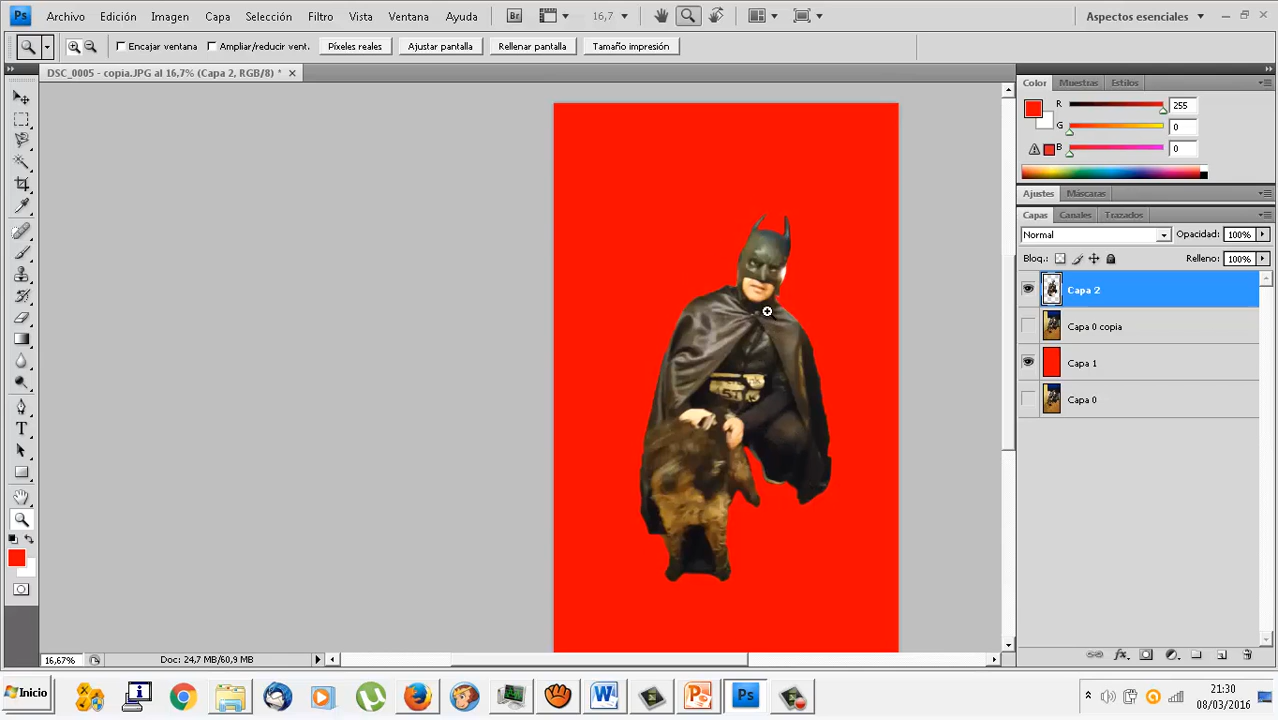 Ps Archivo Edición Imagen Capa Selección Filtro Vista Ventana Ayuda Br 16,7 Aspectos esenciales
Encajar ventana Ampliar/reducir vent. Píxeles reales Ajustar pantalla Rellenar pantalla Tamaño impresión
DSC_0005 - copia.JPG al 16,7% (Capa 2, RGB/8) *
Color Muestras Estilos
R 255
G 0
B 0
Ajustes Máscaras
Capas Canales Trazados
Normal Opacidad: 100%
Bloq.: Relleno: 100%
Capa 2
Capa 0 copia
Capa 1
Capa 0
16,67% Doc: 24,7 MB/60,9 MB
Inicio
21:30
08/03/2016